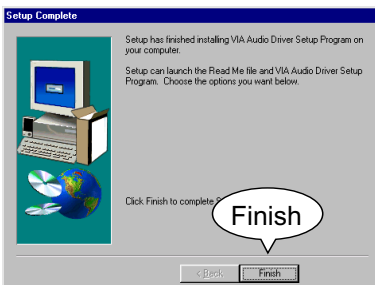 Setup Complete
Setup has finished installing VIA Audio Driver Setup Program on
your computer.
Setup can launch the Read Me file and VIA Audio Driver Setup
Program. Choose the options you want below.
Click Finish to complete
Finish
< Back
Finish